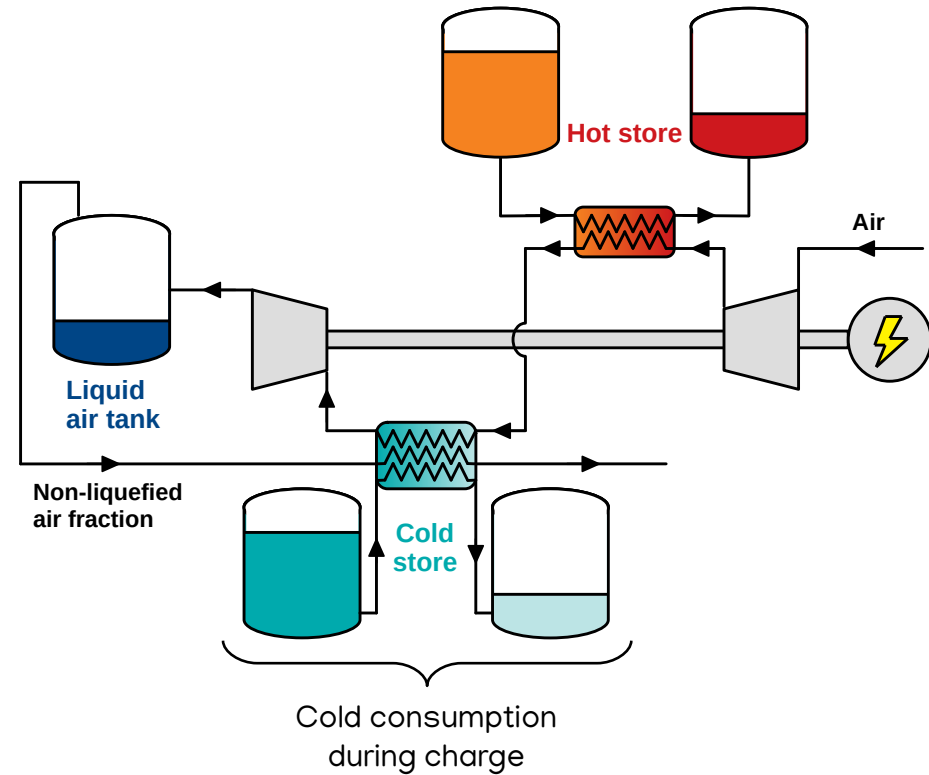 Hot store
Air
Liquid
air tank
Non-liquefied
air fraction
Cold
store
Cold consumption
during charge